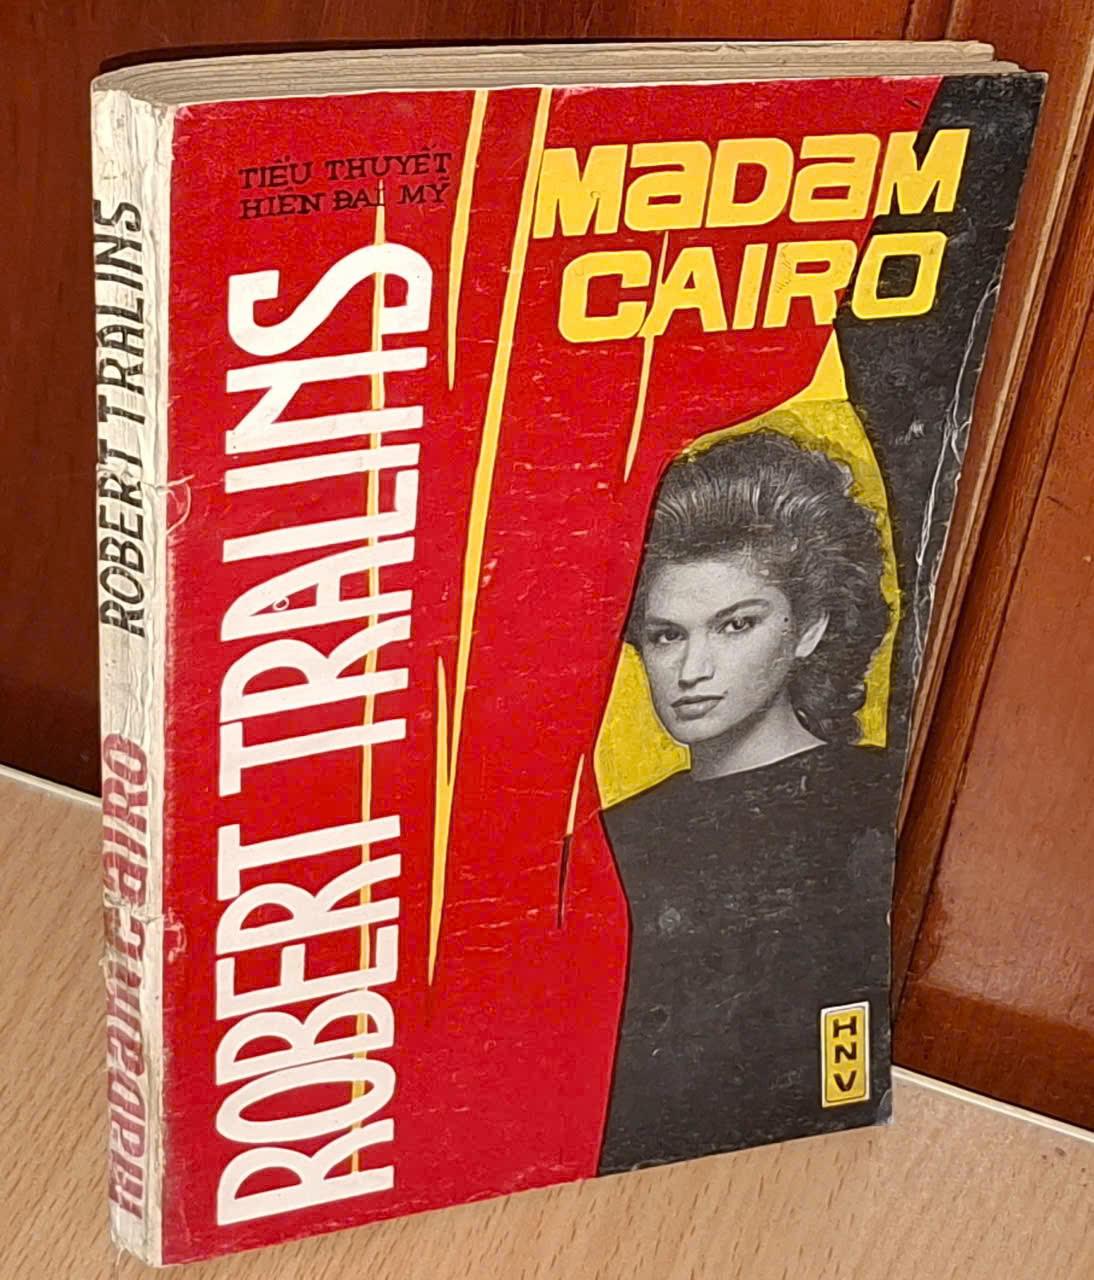 TIỂU THUYẾT
HIỆN ĐẠI MỸ
MADAM
CAIRO
ROBERT TRALINS
HNV
ROBERT TRALINS
madam cairo